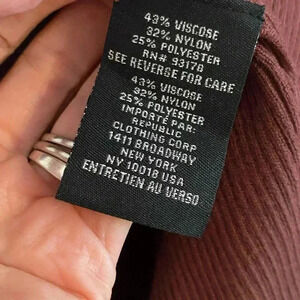 43% VISCOSE
32% NYLON
25% POLYESTER
RN# 93178
SEE REVERSE FOR CARE
43% VISCOSE
32% NYLON
25% POLYESTER
IMPORTÉ PAR:
REPUBLIC
CLOTHING CORP
1411 BROADWAY
NEW YORK
NY 10018 USA
ENTRETIEN AU VERSO